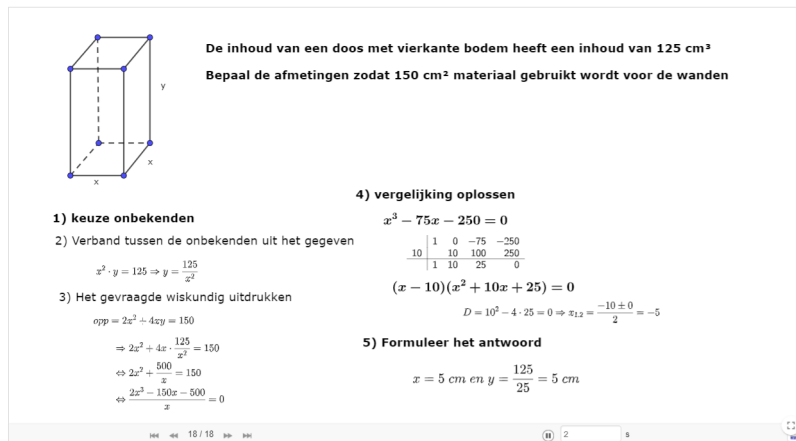 De inhoud van een doos met vierkante bodem heeft een inhoud van 125 cm³
Bepaal de afmetingen zodat 150 cm² materiaal gebruikt wordt voor de wanden
y
x
x
1) keuze onbekenden
2) Verband tussen de onbekenden uit het gegeven
x² · y = 125 ⇒ y = 125/x²
3) Het gevraagde wiskundig uitdrukken
opp = 2x² + 4xy = 150
⇒ 2x² + 4x · 125/x² = 150
⇔ 2x² + 500/x = 150
⇔ (2x³ − 150x − 500)/x = 0
4) vergelijking oplossen
x³ − 75x − 250 = 0
1 0 −75 −250
10 10 100 250
1 10 25 0
(x − 10)(x² + 10x + 25) = 0
D = 10² − 4 · 25 = 0 ⇒ x₁.₂ = (−10 ± 0)/2 = −5
5) Formuleer het antwoord
x = 5 cm en y = 125/25 = 5 cm
18 / 18
2 s